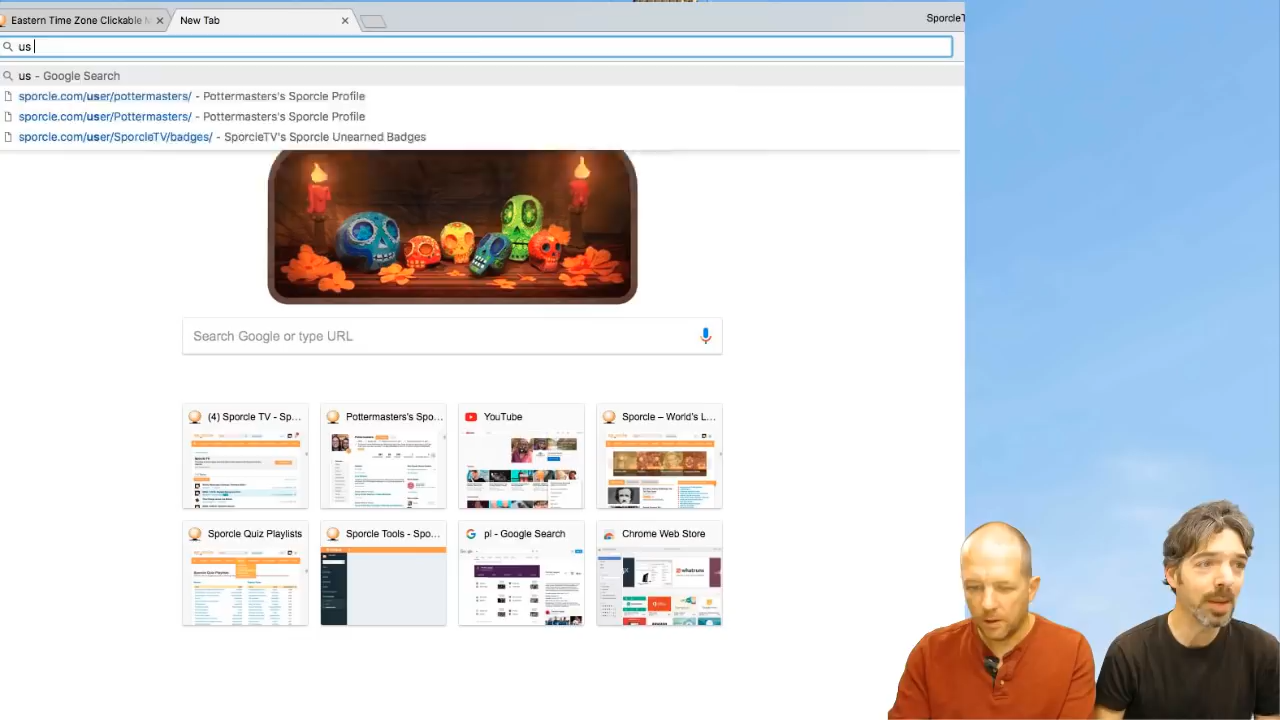 Eastern Time Zone Clickable
New Tab
SporcleT
us
us - Google Search
sporcle.com/user/pottermasters/ - Pottermasters's Sporcle Profile
sporcle.com/user/Pottermasters/ - Pottermasters's Sporcle Profile
sporcle.com/user/SporcleTV/badges/ - SporcleTV's Sporcle Unearned Badges
Search Google or type URL
(4) Sporcle TV - Sp...
Pottermasters's Spo...
YouTube
Sporcle – World's L...
Sporcle Quiz Playlists
Sporcle Tools - Spo...
pl - Google Search
Chrome Web Store